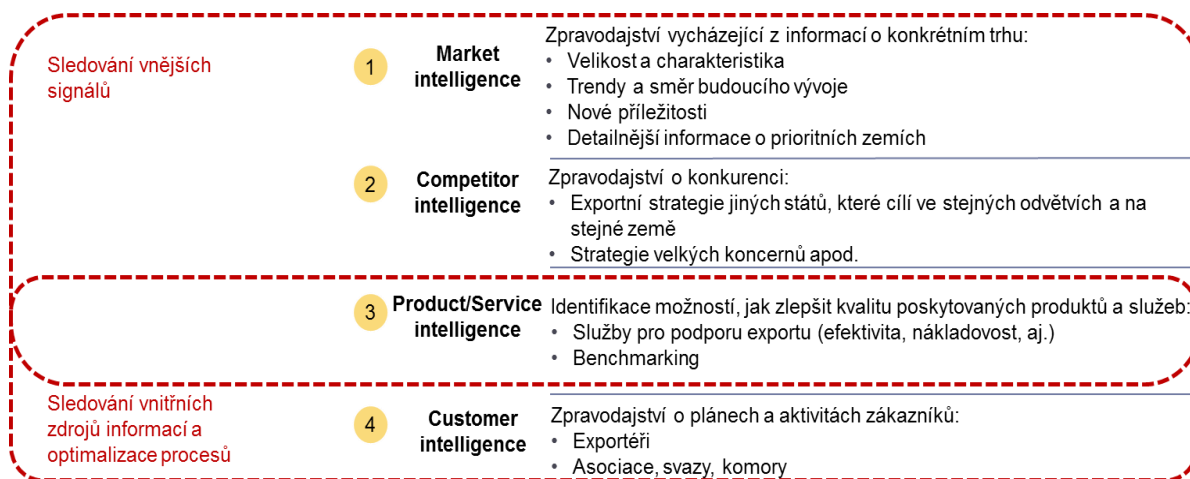 Sledování vnějších
signálů
1
Market
intelligence
Zpravodajství vycházející z informací o konkrétním trhu:
• Velikost a charakteristika
• Trendy a směr budoucího vývoje
• Nové příležitosti
• Detailnější informace o prioritních zemích
2
Competitor
intelligence
Zpravodajství o konkurenci:
• Exportní strategie jiných států, které cílí ve stejných odvětvích a na
stejné země
• Strategie velkých koncernů apod.
3
Product/Service
intelligence
Identifikace možností, jak zlepšit kvalitu poskytovaných produktů a služeb:
• Služby pro podporu exportu (efektivita, nákladovost, aj.)
• Benchmarking
Sledování vnitřních
zdrojů informací a
optimalizace procesů
4
Customer
intelligence
Zpravodajství o plánech a aktivitách zákazníků:
• Exportéři
• Asociace, svazy, komory